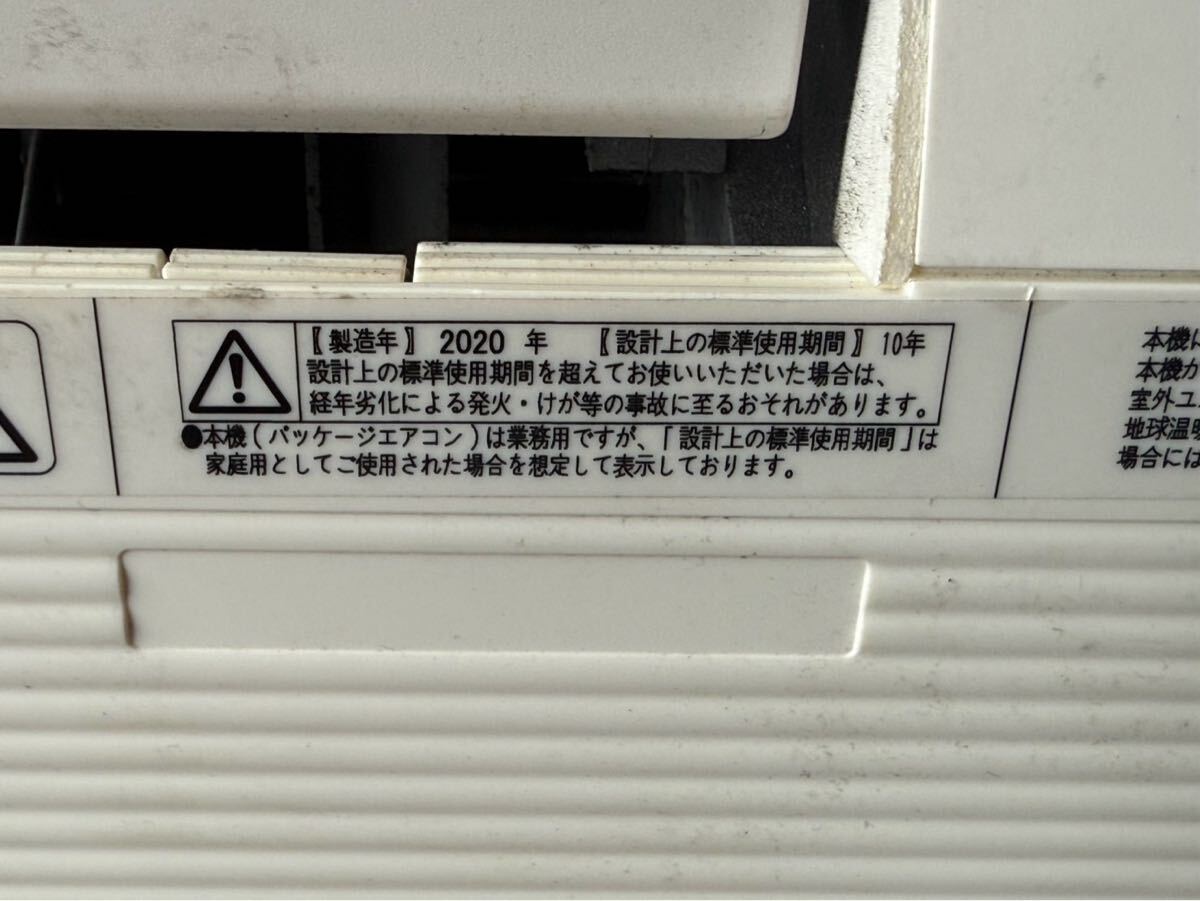 〖製造年〗 2020 年 〖設計上の標準使用期間〗 10年
設計上の標準使用期間を超えてお使いいただいた場合は、
経年劣化による発火・けが等の事故に至るおそれがあります。
●本機(パッケージエアコン)は業務用ですが、「設計上の標準使用期間」は
家庭用としてご使用された場合を想定して表示しております。
本機に
本機か
室外ユ
地球温暖
場合には